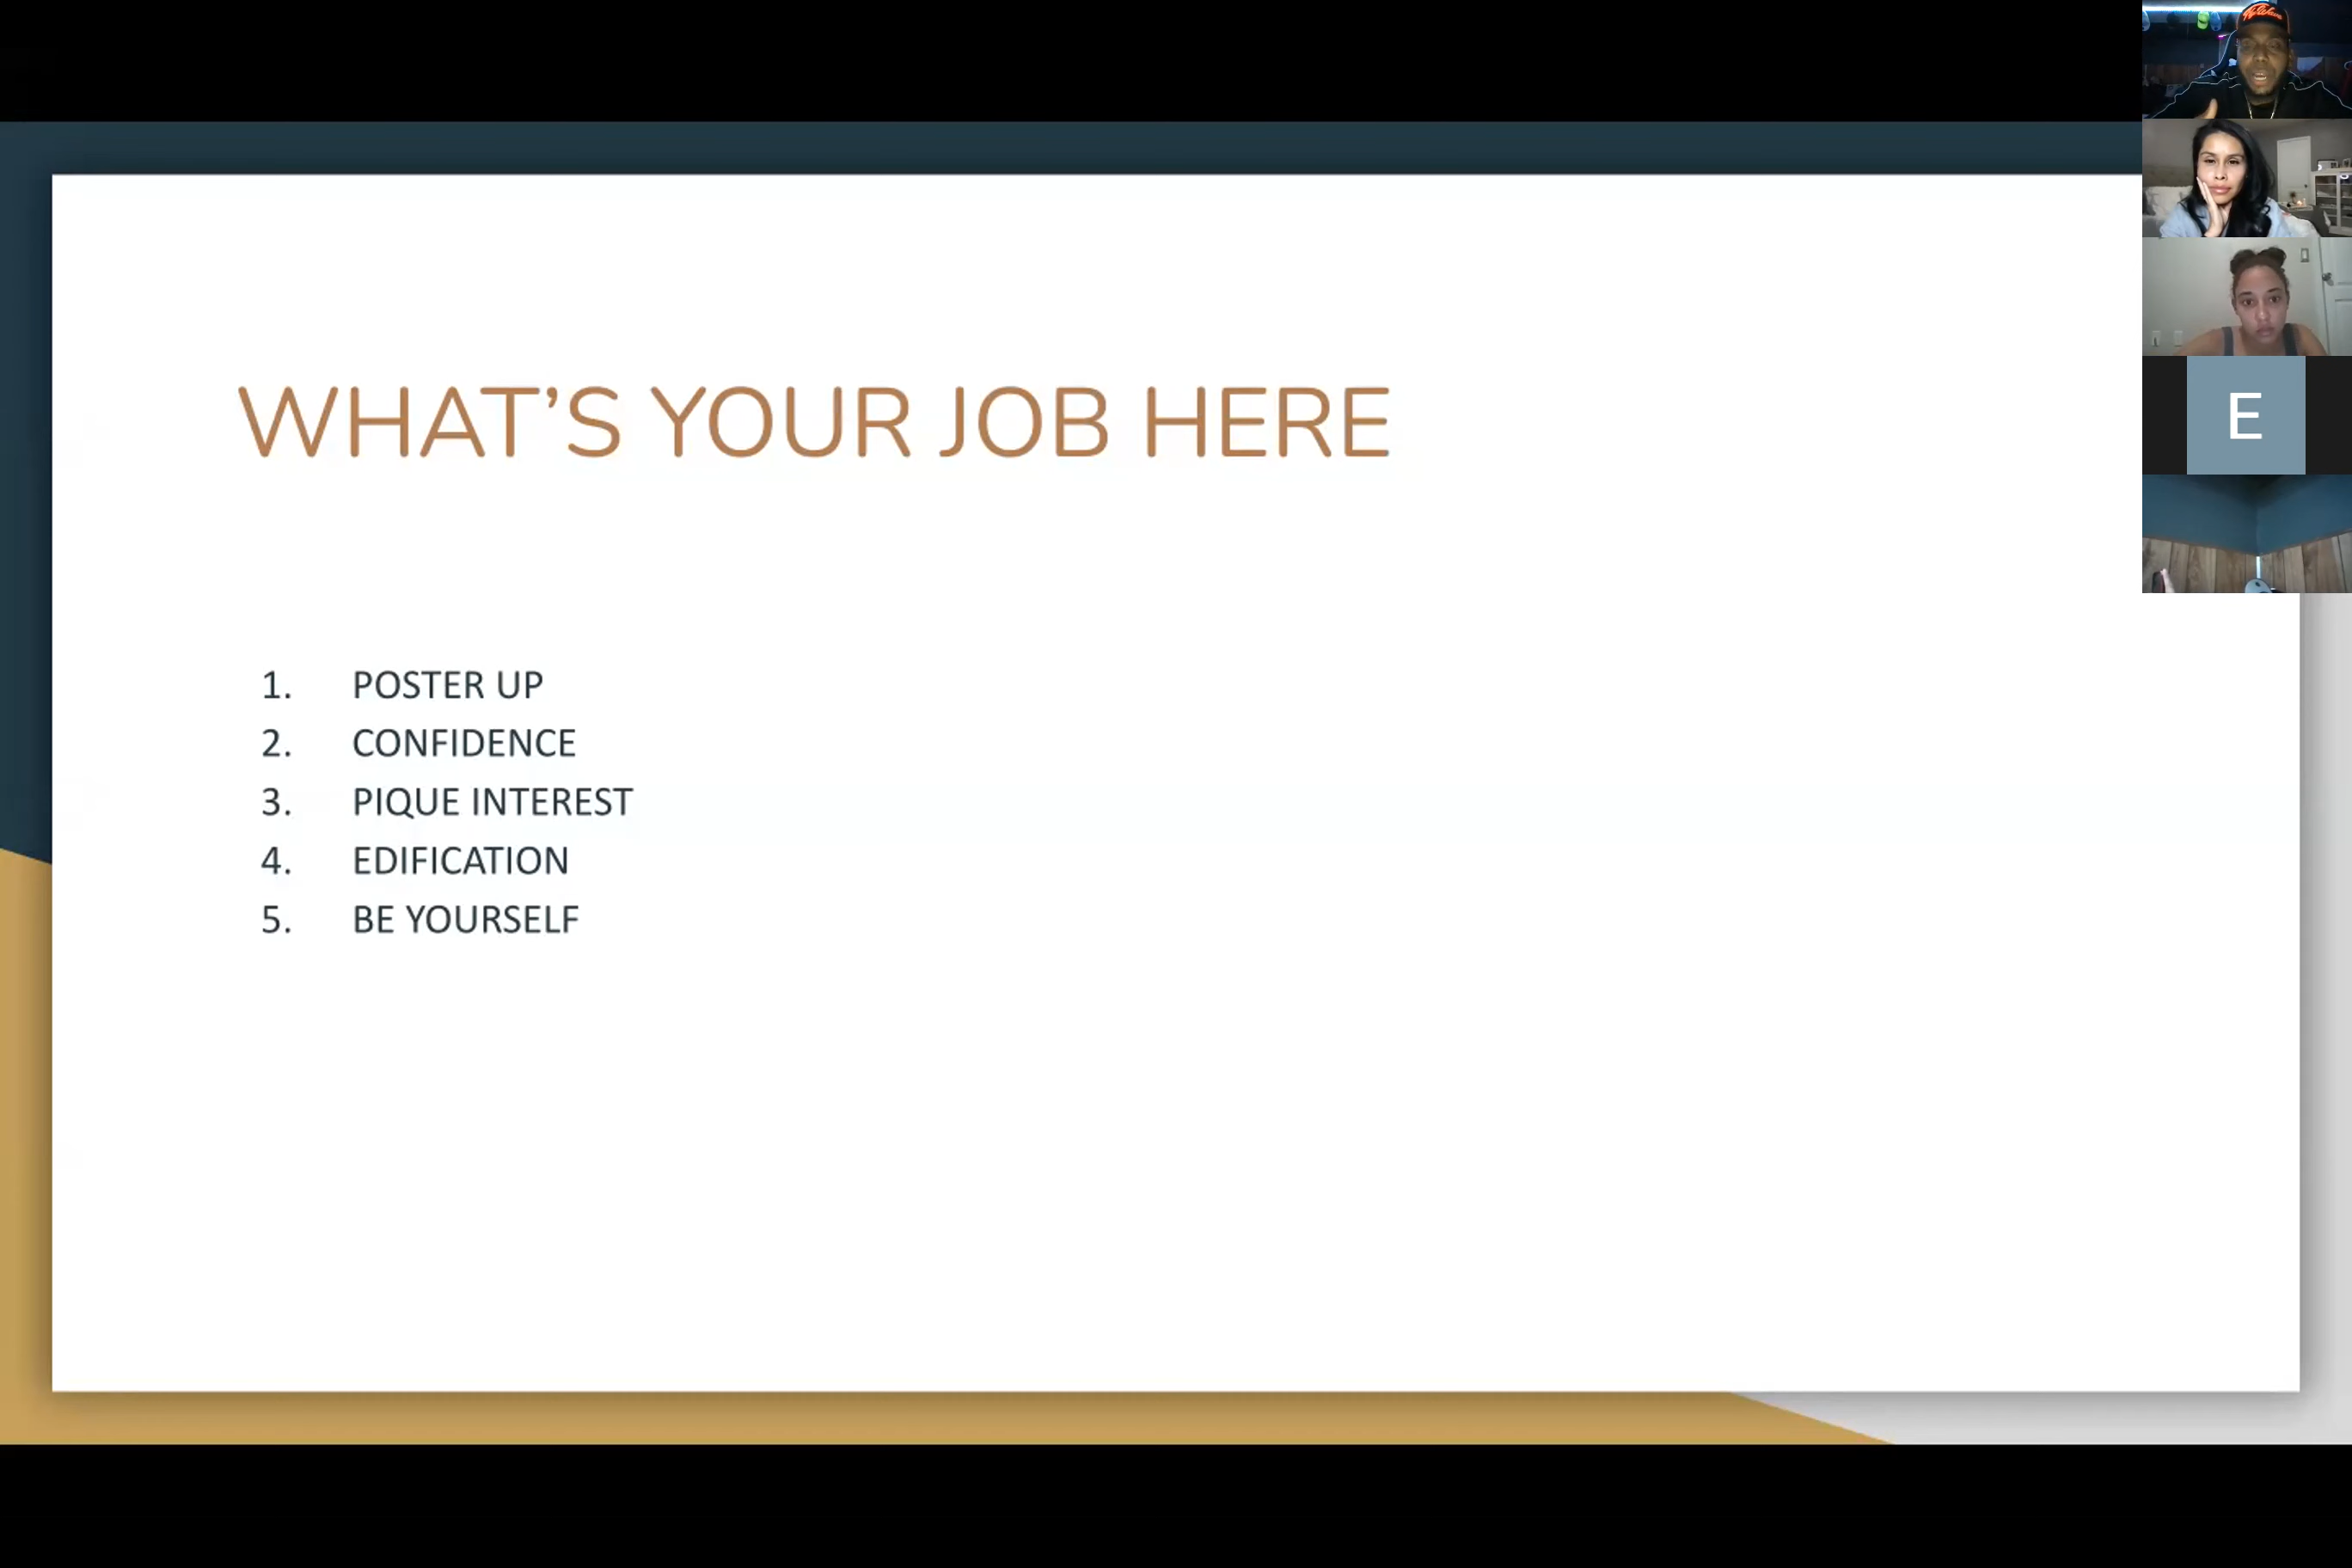 WHAT’S YOUR JOB HERE
1. POSTER UP
2. CONFIDENCE
3. PIQUE INTEREST
4. EDIFICATION
5. BE YOURSELF
E